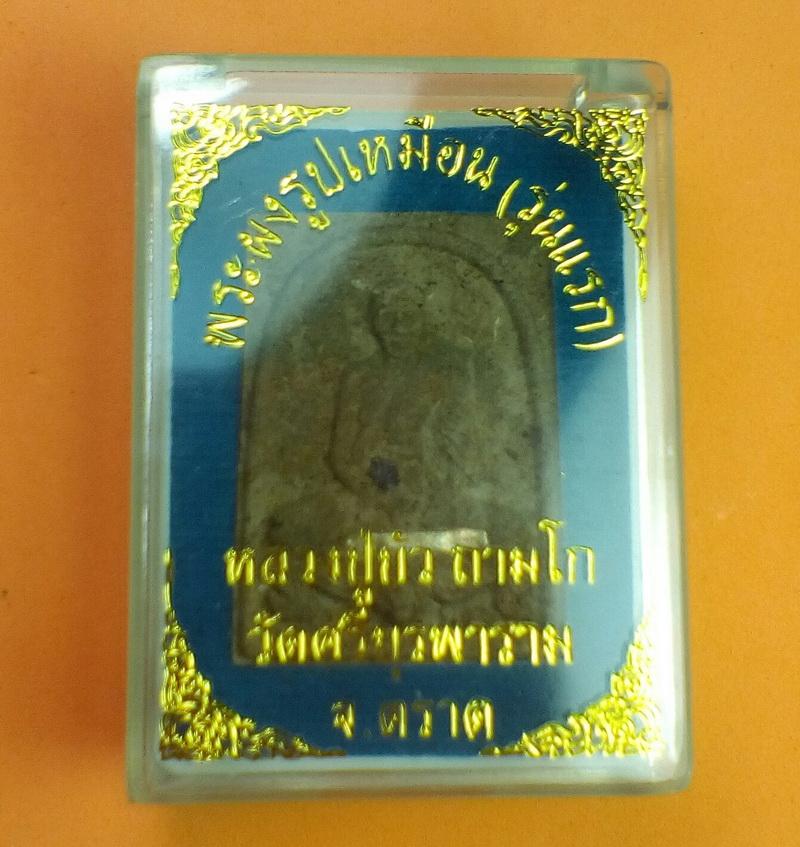 พระผงรูปเหมือน (รุ่นแรก)
หลวงปู่บัว ถามโก
วัดศรีบุรพาราม
จ.ตราด